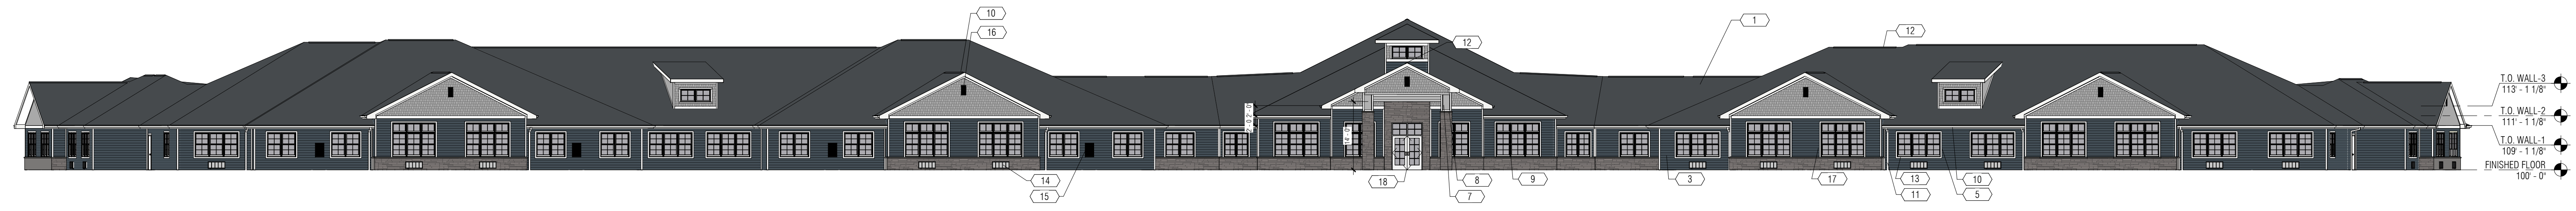 10
16
12
1
12
T.O. WALL-3
113' - 1 1/8"
T.O. WALL-2
111' - 1 1/8"
T.O. WALL-1
109' - 1 1/8"
FINISHED FLOOR
100' - 0"
14
15
18
8
7
9
3
17
13
11
10
5